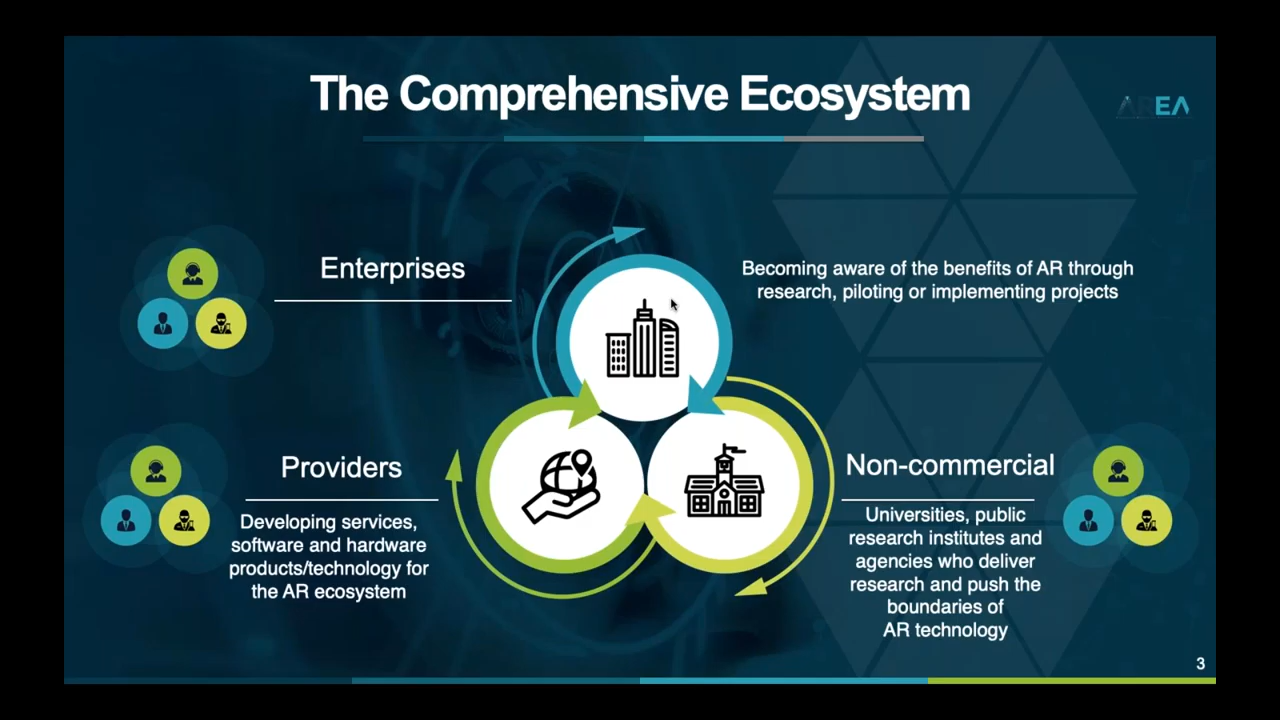 The Comprehensive Ecosystem
AREA
Enterprises
Becoming aware of the benefits of AR through
research, piloting or implementing projects
Providers
Developing services,
software and hardware
products/technology for
the AR ecosystem
Non-commercial
Universities, public
research institutes and
agencies who deliver
research and push the
boundaries of
AR technology
3